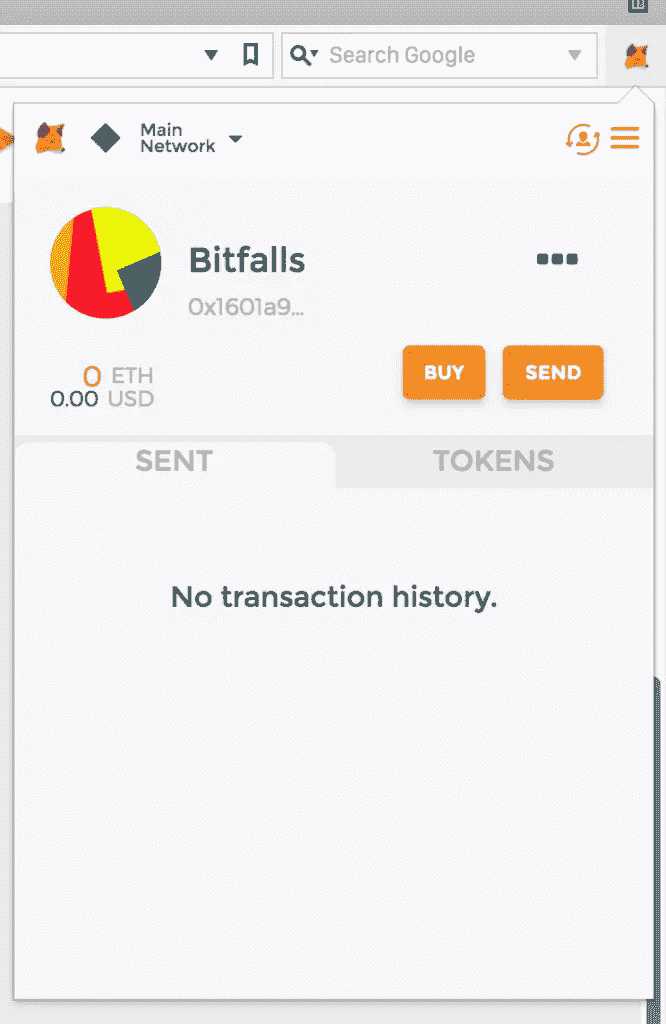 Search Google
Main
Network
Bitfalls
0x1601a9...
0 ETH
0.00 USD
BUY
SEND
SENT
TOKENS
No transaction history.